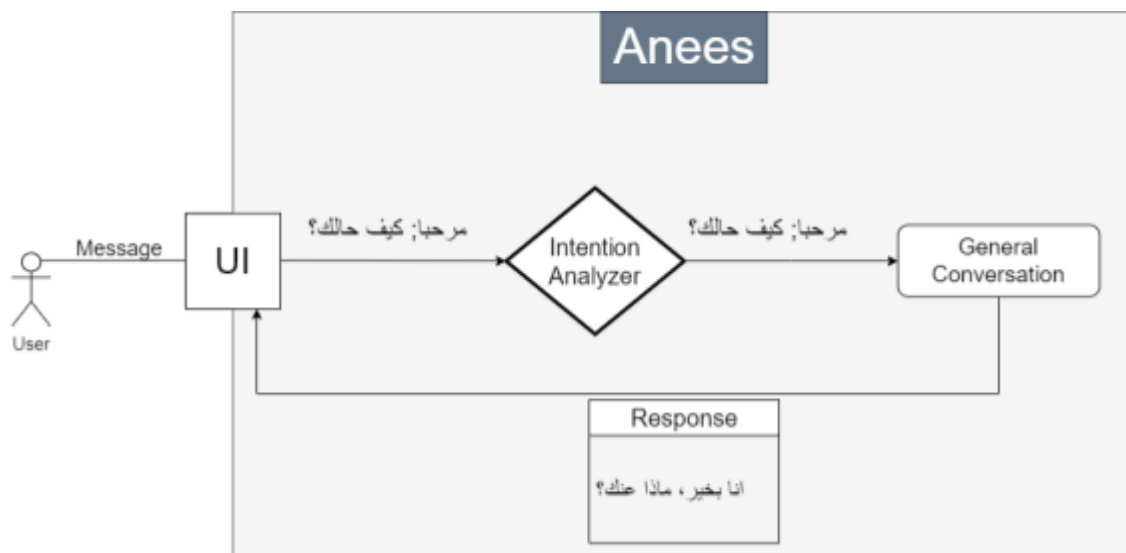 Anees
مرحبا; كيف حالك؟
مرحبا; كيف حالك؟
Message
UI
Intention
Analyzer
General
Conversation
User
Response
انا بخير، ماذا عنك؟